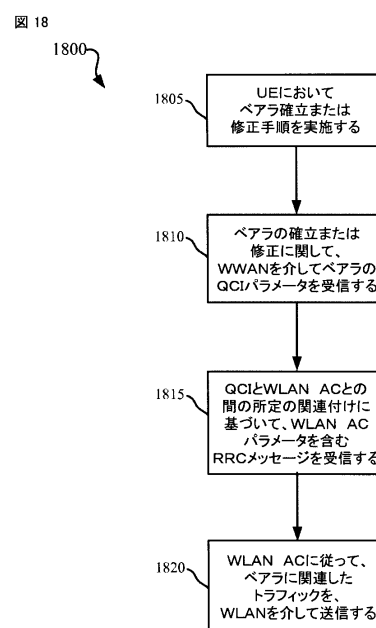 図 18
1800
1805
UEにおいて
ベアラ確立または
修正手順を実施する
1810
ベアラの確立または
修正に関して、
WWANを介してベアラの
QCIパラメータを受信する
1815
QCIとWLAN ACとの
間の所定の関連付けに
基づいて、WLAN AC
パラメータを含む
RRCメッセージを受信する
1820
WLAN ACに従って、
ベアラに関連した
トラフィックを、
WLANを介して送信する